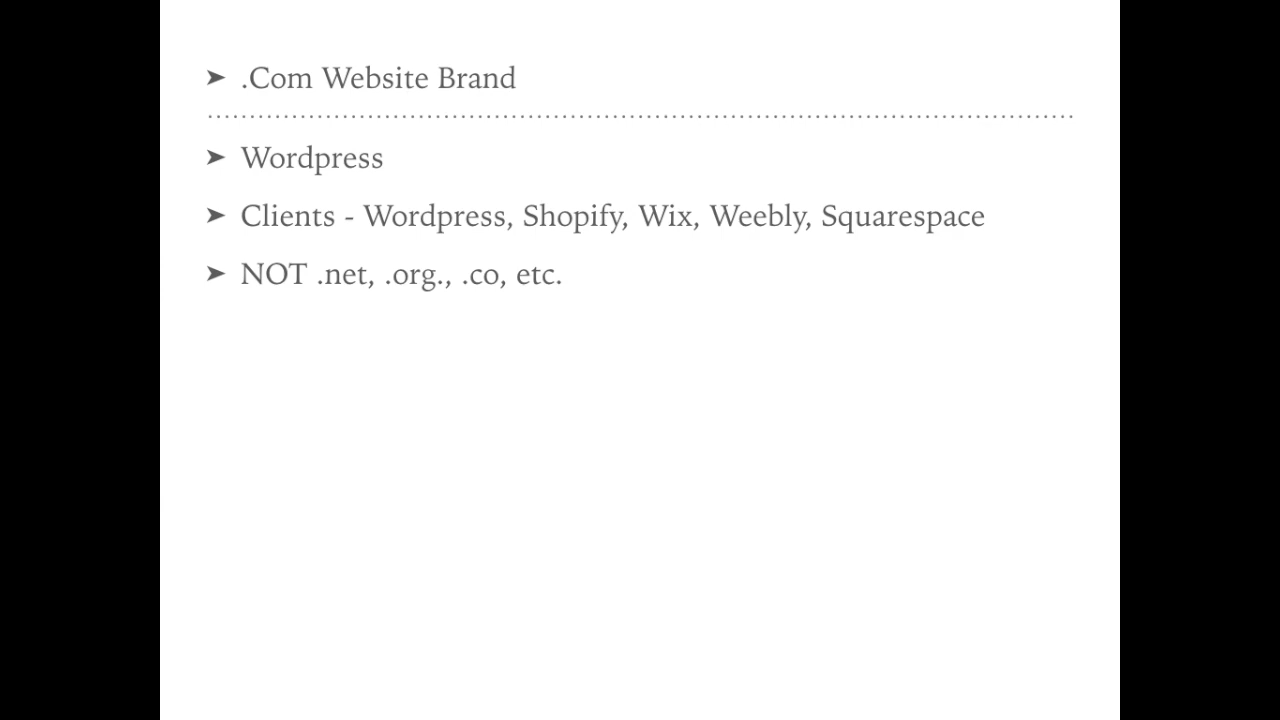 ➤ .Com Website Brand
➤ Wordpress
➤ Clients - Wordpress, Shopify, Wix, Weebly, Squarespace
➤ NOT .net, .org., .co, etc.